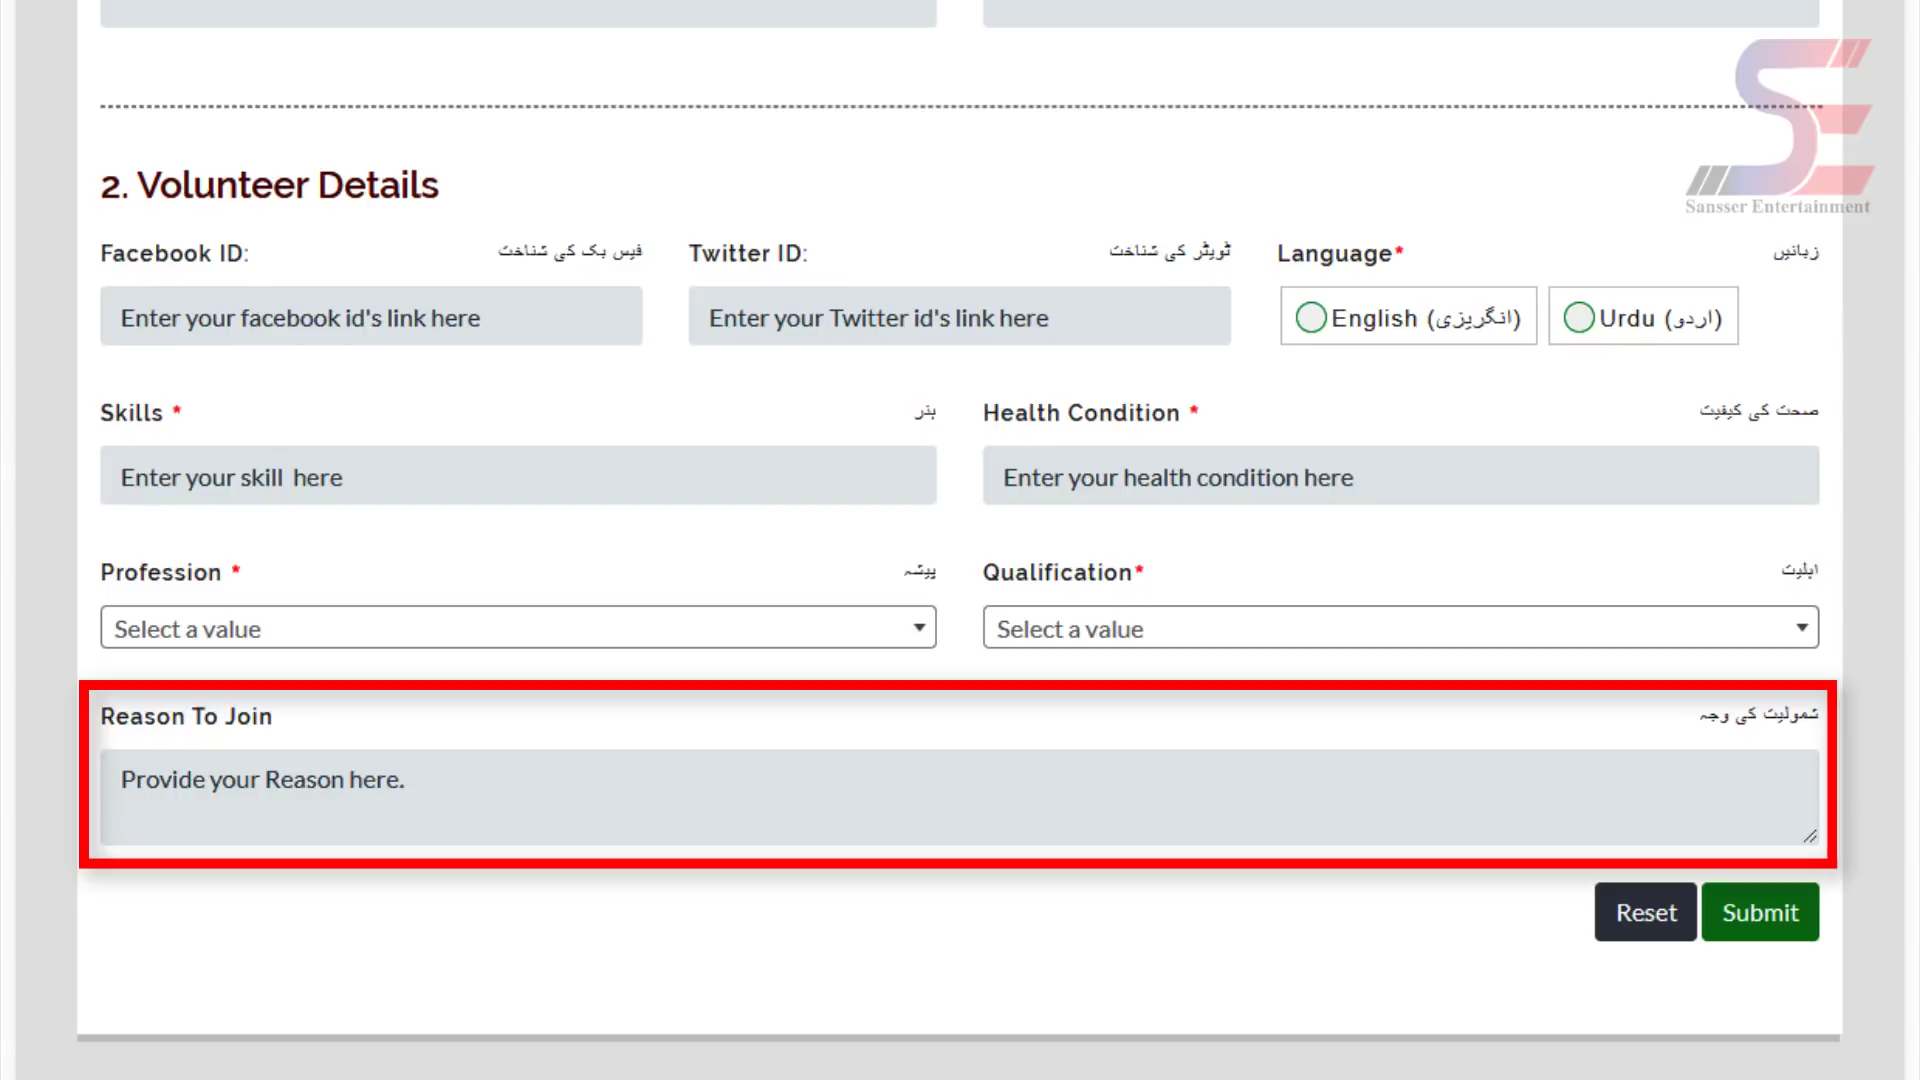 Sansser Entertainment
2. Volunteer Details
Facebook ID: فیس بک کی شناخت
Twitter ID: ٹویٹر کی شناخت
Language* زبانیں
Enter your facebook id's link here
Enter your Twitter id's link here
English (انگریزی)
Urdu (اردو)
Skills * ہنر
Health Condition * صحت کی کیفیت
Enter your skill here
Enter your health condition here
Profession * پیشہ
Qualification* اہلیت
Select a value
Select a value
Reason To Join شمولیت کی وجہ
Provide your Reason here.
Reset
Submit